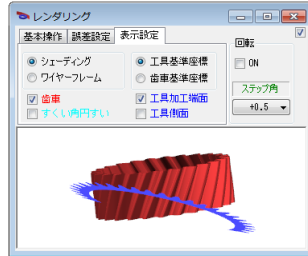 レンダリング
基本操作 誤差設定 表示設定
シェーディング
ワイヤーフレーム
工具基準座標
歯車基準座標
歯車
すくい角円すい
工具加工端面
工具側面
回転
ON
ステップ角
+0.5